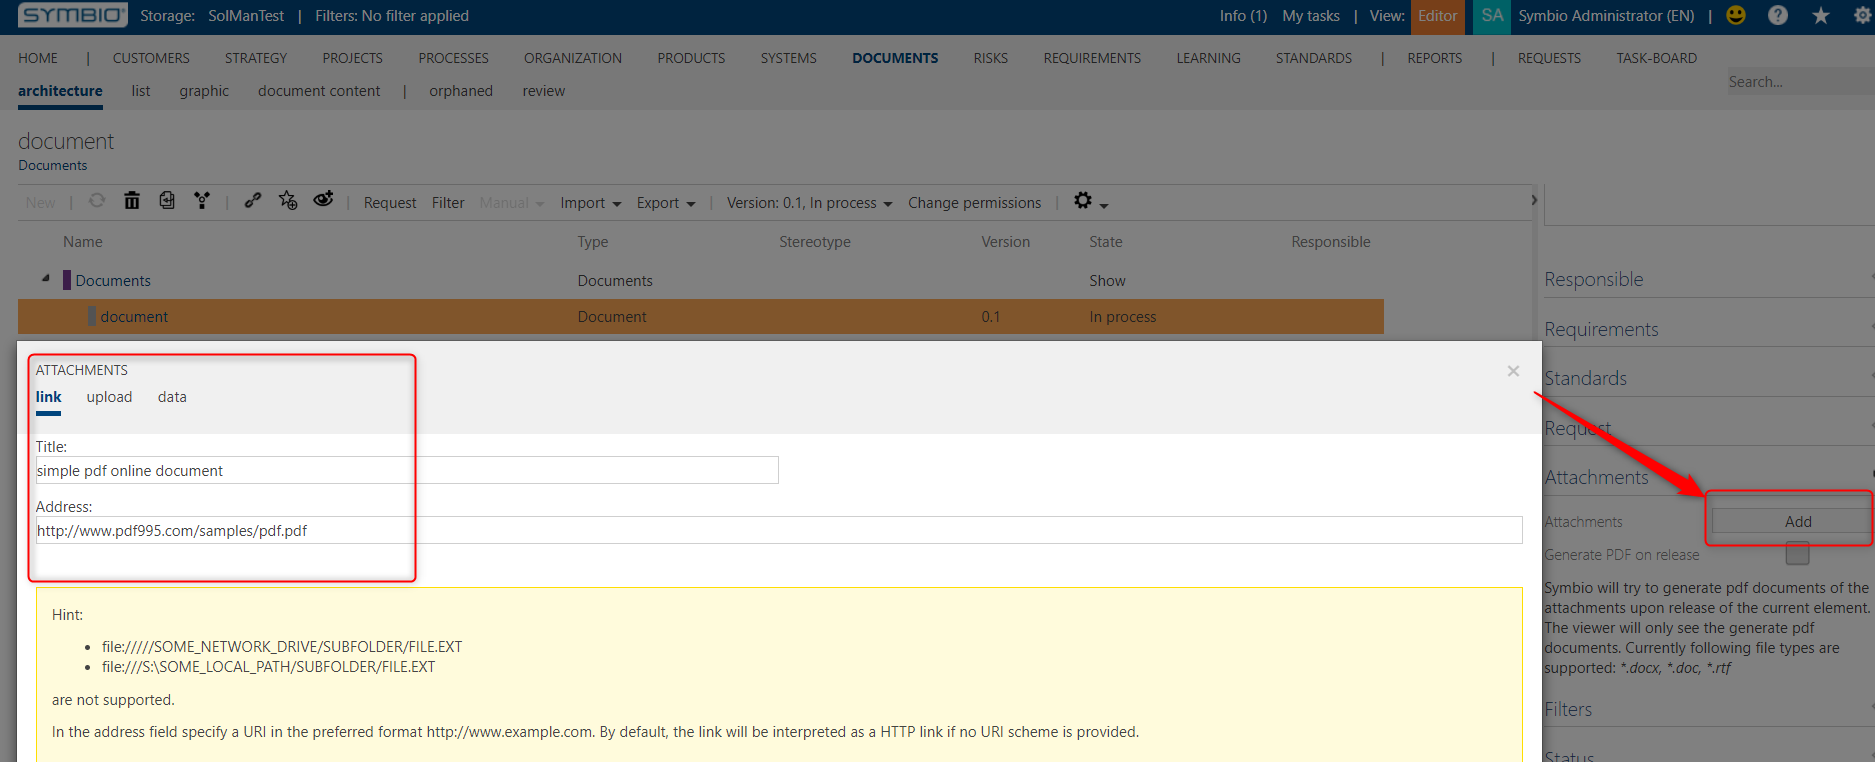 SYMBIO Storage: SolManTest | Filters: No filter applied Info (1) My tasks | View: Editor SA Symbio Administrator (EN) |
HOME | CUSTOMERS STRATEGY PROJECTS PROCESSES ORGANIZATION PRODUCTS SYSTEMS DOCUMENTS RISKS REQUIREMENTS LEARNING STANDARDS | REPORTS | REQUESTS TASK-BOARD
Search...
architecture list graphic document content | orphaned review
document
Documents
New | | | Request Filter Manual Import Export | Version: 0.1, In process Change permissions |
Name Type Stereotype Version State Responsible
Documents Documents Show
document Document 0.1 In process
ATTACHMENTS
link upload data
Title:
simple pdf online document
Address:
http://www.pdf995.com/samples/pdf.pdf
Hint:
• file://///SOME_NETWORK_DRIVE/SUBFOLDER/FILE.EXT
• file:///S:\SOME_LOCAL_PATH/SUBFOLDER/FILE.EXT
are not supported.
In the address field specify a URI in the preferred format http://www.example.com. By default, the link will be interpreted as a HTTP link if no URI scheme is provided.
Responsible
Requirements
Standards
Request
Attachments
Attachments Add
Generate PDF on release
Symbio will try to generate pdf documents of the
attachments upon release of the current element.
The viewer will only see the generate pdf
documents. Currently following file types are
supported: *.docx, *.doc, *.rtf
Filters
Status